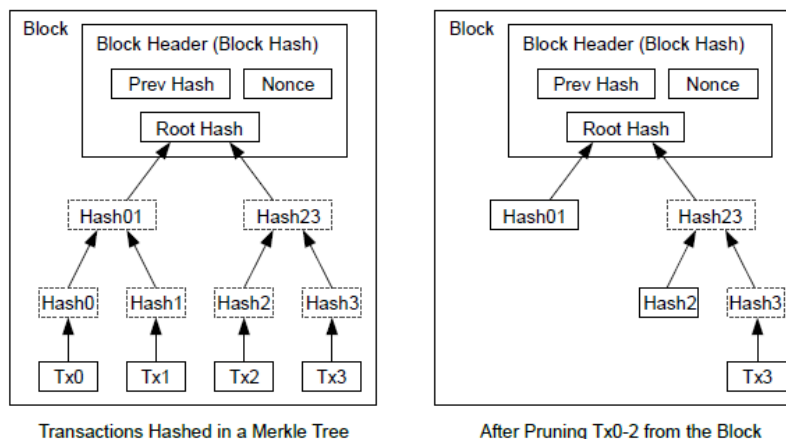 Block
Block Header (Block Hash)
Prev Hash
Nonce
Root Hash
Hash01
Hash23
Hash0
Hash1
Hash2
Hash3
Tx0
Tx1
Tx2
Tx3
Transactions Hashed in a Merkle Tree
Block
Block Header (Block Hash)
Prev Hash
Nonce
Root Hash
Hash01
Hash23
Hash2
Hash3
Tx3
After Pruning Tx0-2 from the Block